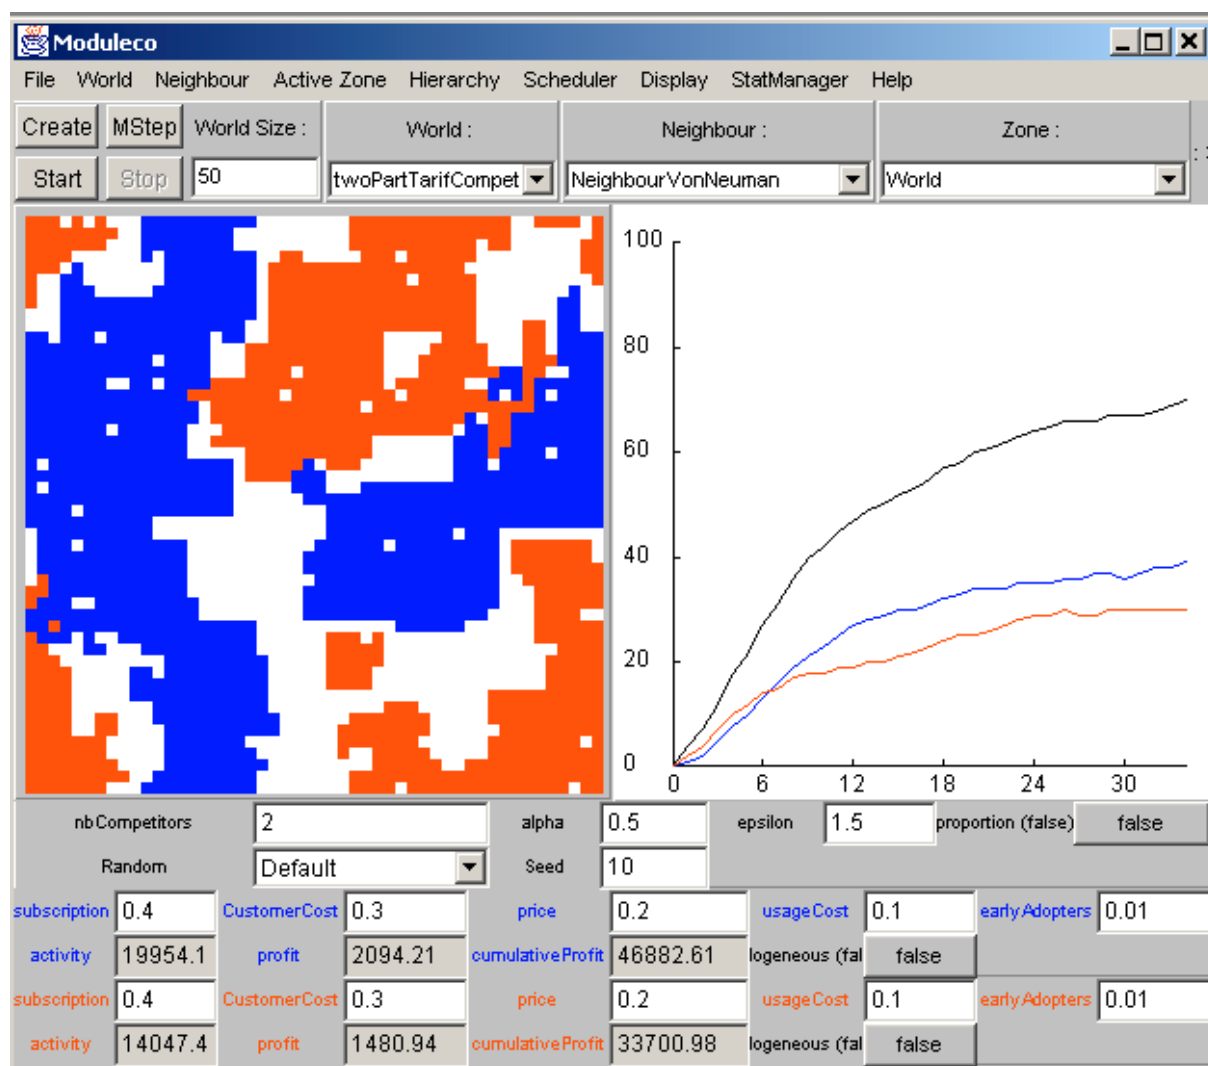 Moduleco
File World Neighbour Active Zone Hierarchy Scheduler Display StatManager Help
Create MStep World Size : World : Neighbour : Zone :
Start Stop 50 twoPartTarifCompet NeighbourVonNeuman World
100
80
60
40
20
0
0 6 12 18 24 30
nbCompetitors 2 alpha 0.5 epsilon 1.5 proportion (false) false
Random Default Seed 10
subscription 0.4 CustomerCost 0.3 price 0.2 usageCost 0.1 earlyAdopters 0.01
activity 19954.1 profit 2094.21 cumulativeProfit 46882.61 logeneous (fal false
subscription 0.4 CustomerCost 0.3 price 0.2 usageCost 0.1 earlyAdopters 0.01
activity 14047.4 profit 1480.94 cumulativeProfit 33700.98 logeneous (fal false